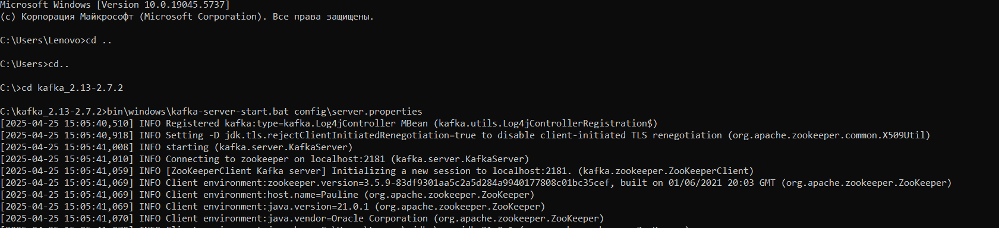 Microsoft Windows [Version 10.0.19045.5737]
(c) Корпорация Майкрософт (Microsoft Corporation). Все права защищены.
C:\Users\Lenovo>cd ..
C:\Users>cd..
C:\>cd kafka_2.13-2.7.2
C:\kafka_2.13-2.7.2>bin\windows\kafka-server-start.bat config\server.properties
[2025-04-25 15:05:40,510] INFO Registered kafka:type=kafka.Log4jController MBean (kafka.utils.Log4jControllerRegistration$)
[2025-04-25 15:05:40,918] INFO Setting -D jdk.tls.rejectClientInitiatedRenegotiation=true to disable client-initiated TLS renegotiation (org.apache.zookeeper.common.X509Util)
[2025-04-25 15:05:41,008] INFO starting (kafka.server.KafkaServer)
[2025-04-25 15:05:41,010] INFO Connecting to zookeeper on localhost:2181 (kafka.server.KafkaServer)
[2025-04-25 15:05:41,059] INFO [ZooKeeperClient Kafka server] Initializing a new session to localhost:2181. (kafka.zookeeper.ZooKeeperClient)
[2025-04-25 15:05:41,069] INFO Client environment:zookeeper.version=3.5.9-83df9301aa5c2a5d284a9940177808c01bc35cef, built on 01/06/2021 20:03 GMT (org.apache.zookeeper.ZooKeeper)
[2025-04-25 15:05:41,069] INFO Client environment:host.name=Pauline (org.apache.zookeeper.ZooKeeper)
[2025-04-25 15:05:41,069] INFO Client environment:java.version=21.0.1 (org.apache.zookeeper.ZooKeeper)
[2025-04-25 15:05:41,070] INFO Client environment:java.vendor=Oracle Corporation (org.apache.zookeeper.ZooKeeper)